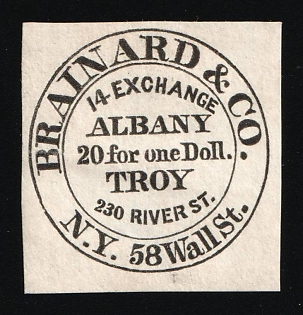 BRAINARD & CO.
14 EXCHANGE
ALBANY
20 for one Doll.
TROY
230 RIVER ST.
N.Y. 58 Wall St.